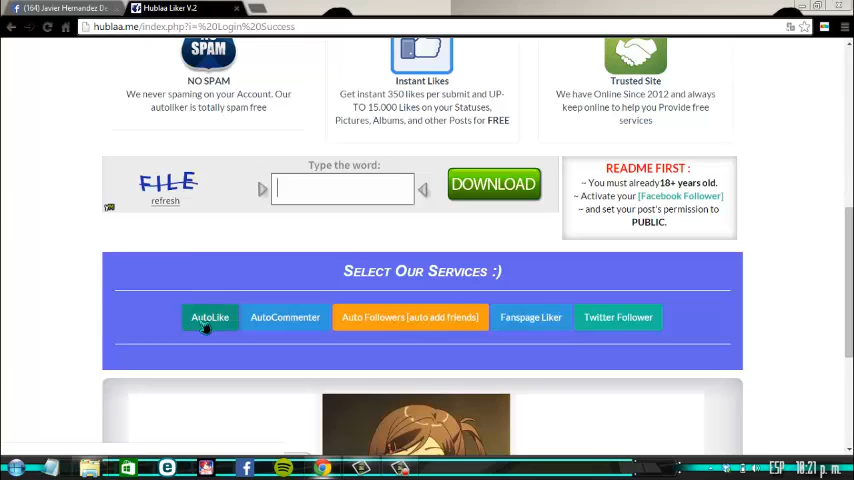 (164) Javier Hernandez De
Hublaa Liker V.2
hublaa.me/index.php?i=%20Login%20Success
NO SPAM
NO SPAM
We never spaming on your Account. Our
autoliker is totally spam free
Instant Likes
Get instant 350 likes per submit and UP-
TO 15.000 Likes on your Statuses,
Pictures, Albums, and other Posts for FREE
Trusted Site
We have Online Since 2012 and always
keep online to help you Provide free
services
FILE
refresh
Type the word:
DOWNLOAD
README FIRST :
~ You must already18+ years old.
~ Activate your [Facebook Follower]
~ and set your post's permission to
PUBLIC.
Select Our Services :)
AutoLike
AutoCommenter
Auto Followers [auto add friends]
Fanspage Liker
Twitter Follower
ESP
10:21 p. m.